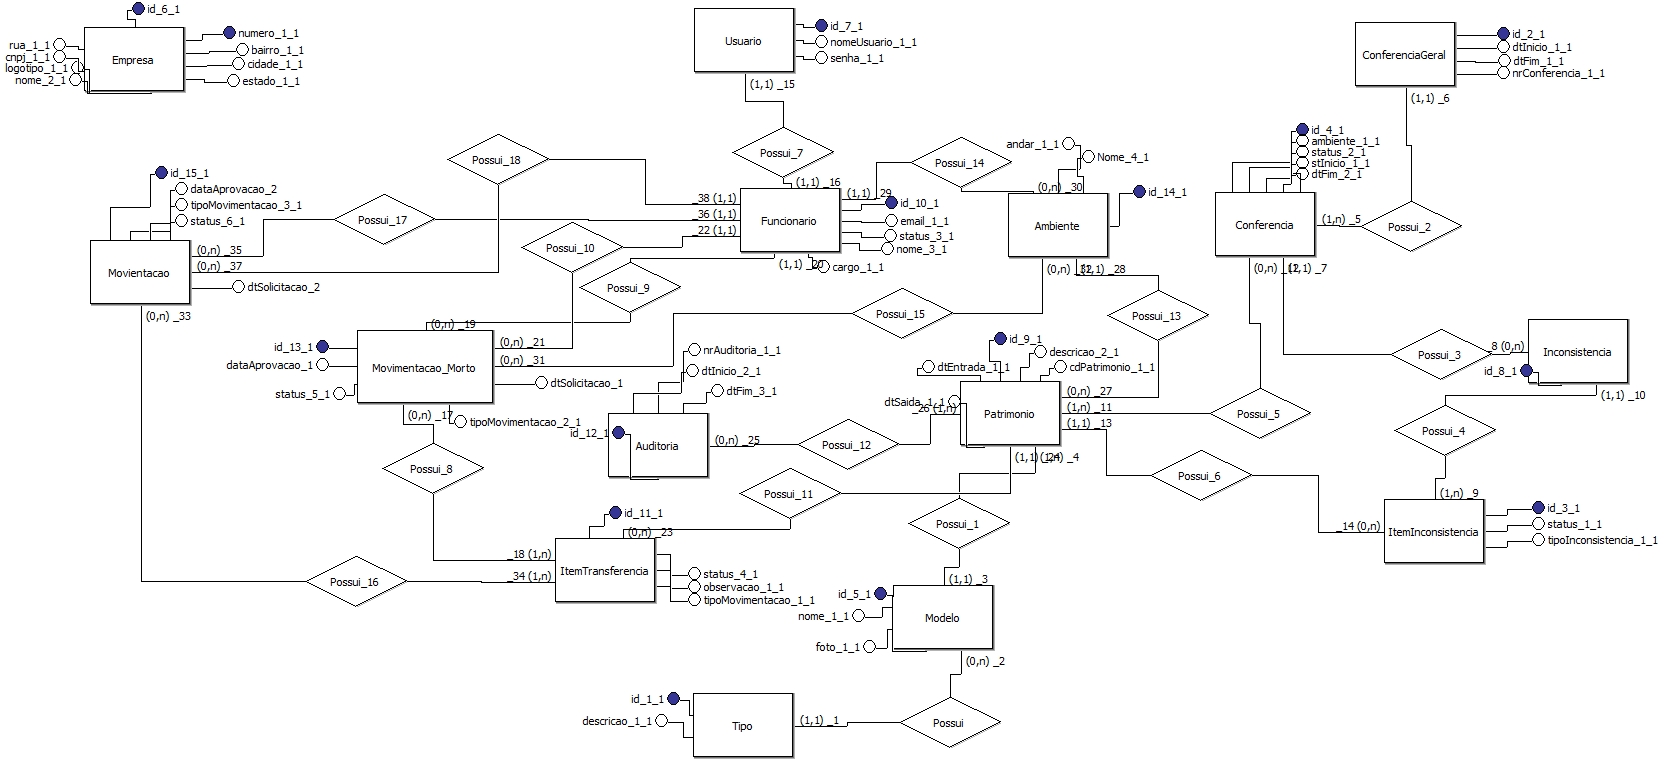 id_6_1
Empresa
numero_1_1
bairro_1_1
cidade_1_1
estado_1_1
rua_1_1
cnpj_1_1
logotipo_1_1
nome_2_1
Usuario
id_7_1
nomeUsuario_1_1
senha_1_1
(1,1) _15
Possui_7
(1,1) _16
ConferenciaGeral
id_2_1
dtInicio_1_1
dtFim_1_1
nrConferencia_1_1
(1,1) _6
Possui_18
Possui_14
andar_1_1
Nome_4_1
id_4_1
ambiente_1_1
status_2_1
stInicio_1_1
dtFim_2_1
id_15_1
dataAprovacao_2
tipoMovimentacao_3_1
status_6_1
Possui_17
_38 (1,1)
_36 (1,1)
_22 (1,1)
Funcionario
(1,1) _29
id_10_1
email_1_1
status_3_1
nome_3_1
cargo_1_1
(1,1) _20
(0,n) _30
Ambiente
id_14_1
Conferencia
(1,n) _5
Possui_2
Possui_10
Movientacao
(0,n) _35
(0,n) _37
dtSolicitacao_2
(0,n) _33
Possui_9
(0,n) _32
(1,1) _28
(0,n) _12
(1,1) _7
Possui_15
Possui_13
(0,n) _19
id_13_1
dataAprovacao_1
status_5_1
Movimentacao_Morto
(0,n) _21
(0,n) _31
dtSolicitacao_1
(0,n) _17
tipoMovimentacao_2_1
nrAuditoria_1_1
dtInicio_2_1
dtFim_3_1
id_12_1
Auditoria
(0,n) _25
Possui_12
id_9_1
descricao_2_1
dtEntrada_1_1
cdPatrimonio_1_1
dtSaida_1_1
_26 (1,n)
Patrimonio
(0,n) _27
(1,n) _11
(1,1) _13
(1,1) _24
(1,n) _4
Possui_5
Possui_3
8 (0,n)
Inconsistencia
id_8_1
(1,1) _10
Possui_4
Possui_8
Possui_11
Possui_6
(1,n) _9
id_11_1
(0,n) _23
_18 (1,n)
_34 (1,n)
ItemTransferencia
status_4_1
observacao_1_1
tipoMovimentacao_1_1
Possui_16
Possui_1
_14 (0,n)
ItemInconsistencia
id_3_1
status_1_1
tipoInconsistencia_1_1
(1,1) _3
id_5_1
nome_1_1
foto_1_1
Modelo
(0,n) _2
id_1_1
descricao_1_1
Tipo
(1,1) _1
Possui